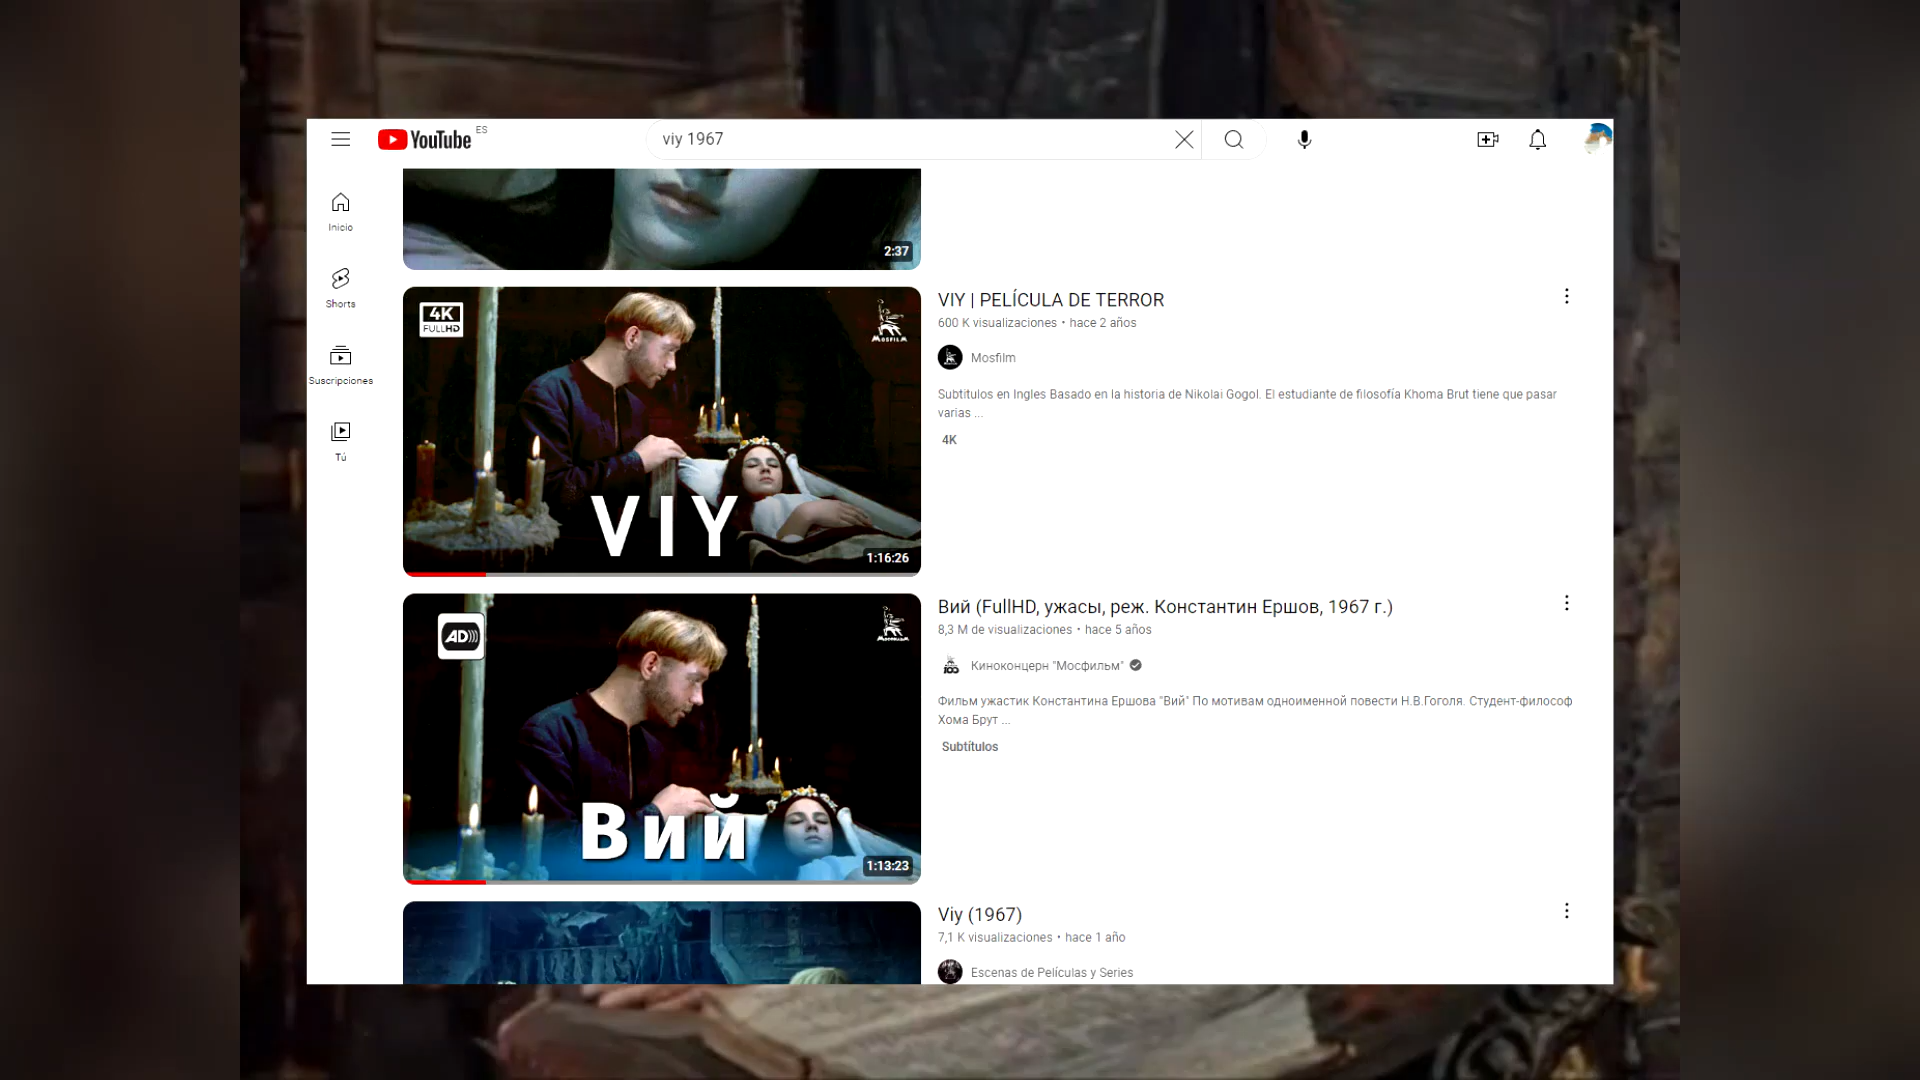 YouTube ES
viy 1967
Inicio
Shorts
Suscripciones
Tú
2:37
4K
FULLHD
MOSFILM
VIY
1:16:26
VIY | PELÍCULA DE TERROR
600 K visualizaciones • hace 2 años
Mosfilm
Subtitulos en Ingles Basado en la historia de Nikolai Gogol. El estudiante de filosofía Khoma Brut tiene que pasar
varias ...
4K
AD)))
МОСФИЛЬМ
Вий
1:13:23
Вий (FullHD, ужасы, реж. Константин Ершов, 1967 г.)
8,3 M de visualizaciones • hace 5 años
100
Киноконцерн "Мосфильм"
Фильм ужастик Константина Ершова "Вий" По мотивам одноименной повести Н.В.Гоголя. Студент-философ
Хома Брут ...
Subtítulos
Viy (1967)
7,1 K visualizaciones • hace 1 año
Escenas de Películas y Series